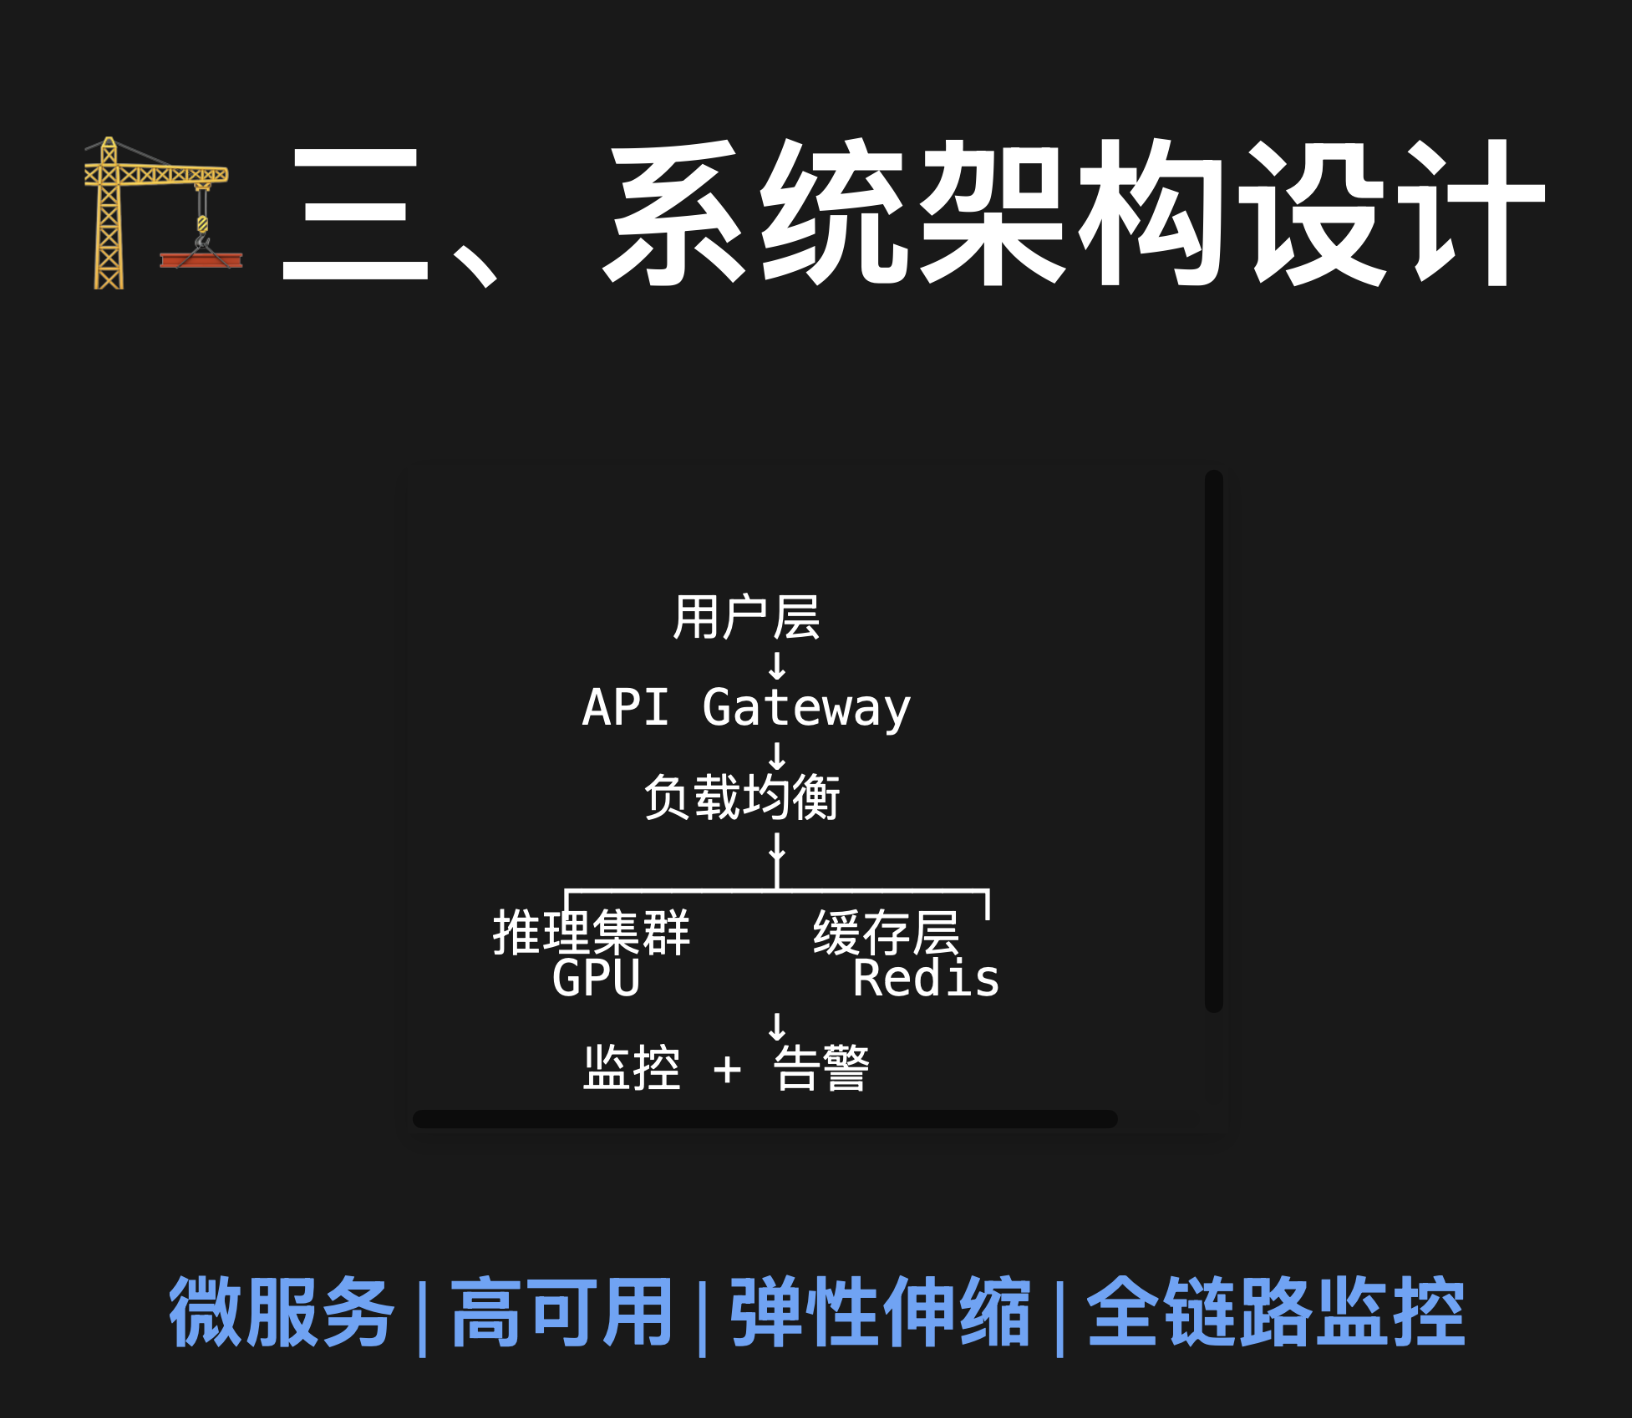 三、系统架构设计
用户层
↓
API Gateway
↓
负载均衡
↓
推理集群 缓存层
GPU Redis
↓
监控 + 告警
微服务 | 高可用 | 弹性伸缩 | 全链路监控